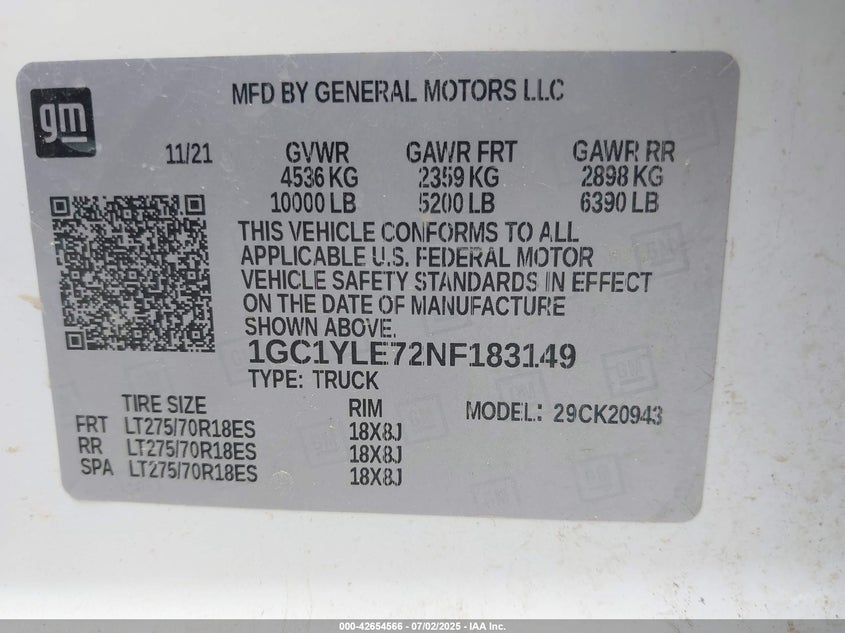 MFD BY GENERAL MOTORS LLC
gm
11/21 GVWR GAWR FRT GAWR RR
4536 KG 2359 KG 2898 KG
10000 LB 5200 LB 6390 LB
THIS VEHICLE CONFORMS TO ALL
APPLICABLE U.S. FEDERAL MOTOR
VEHICLE SAFETY STANDARDS IN EFFECT
ON THE DATE OF MANUFACTURE
SHOWN ABOVE.
1GC1YLE72NF183149
TYPE: TRUCK
TIRE SIZE RIM MODEL: 29CK20943
FRT LT275/70R18ES 18X8J
RR LT275/70R18ES 18X8J
SPA LT275/70R18ES 18X8J
000-42654566 - 07/02/2025 - IAA Inc.